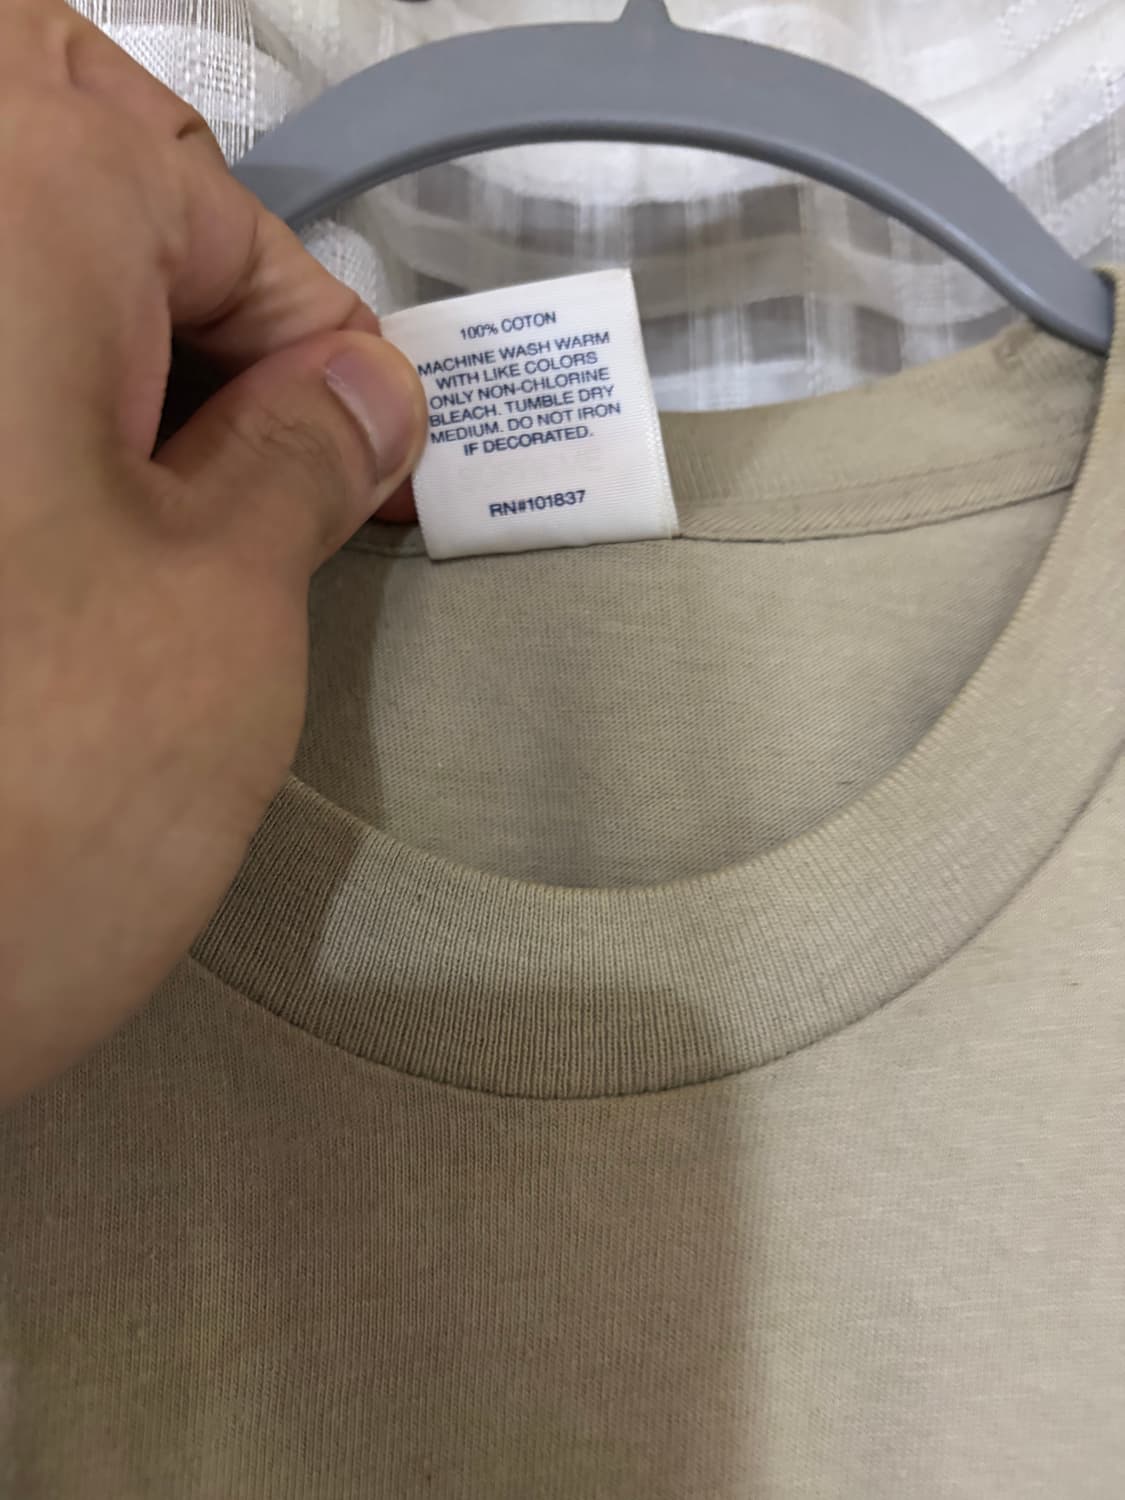 100% COTON
MACHINE WASH WARM
WITH LIKE COLORS
ONLY NON-CHLORINE
BLEACH. TUMBLE DRY
MEDIUM. DO NOT IRON
IF DECORATED.
RN#101837